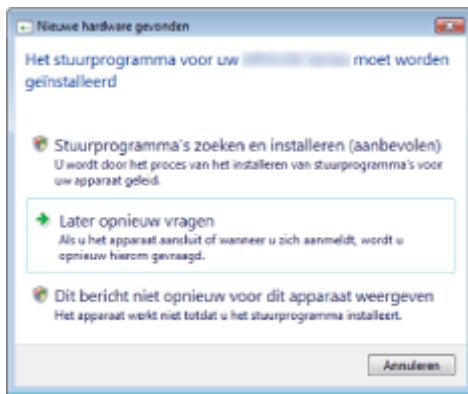 Nieuwe hardware gevonden
Het stuurprogramma voor uw moet worden
geïnstalleerd
Stuurprogramma's zoeken en installeren (aanbevolen)
U wordt door het proces van het installeren van stuurprogramma's voor
uw apparaat geleid.
Later opnieuw vragen
Als u het apparaat aansluit of wanneer u zich aanmeldt, wordt u
opnieuw hierom gevraagd.
Dit bericht niet opnieuw voor dit apparaat weergeven
Het apparaat werkt niet totdat u het stuurprogramma installeert.
Annuleren